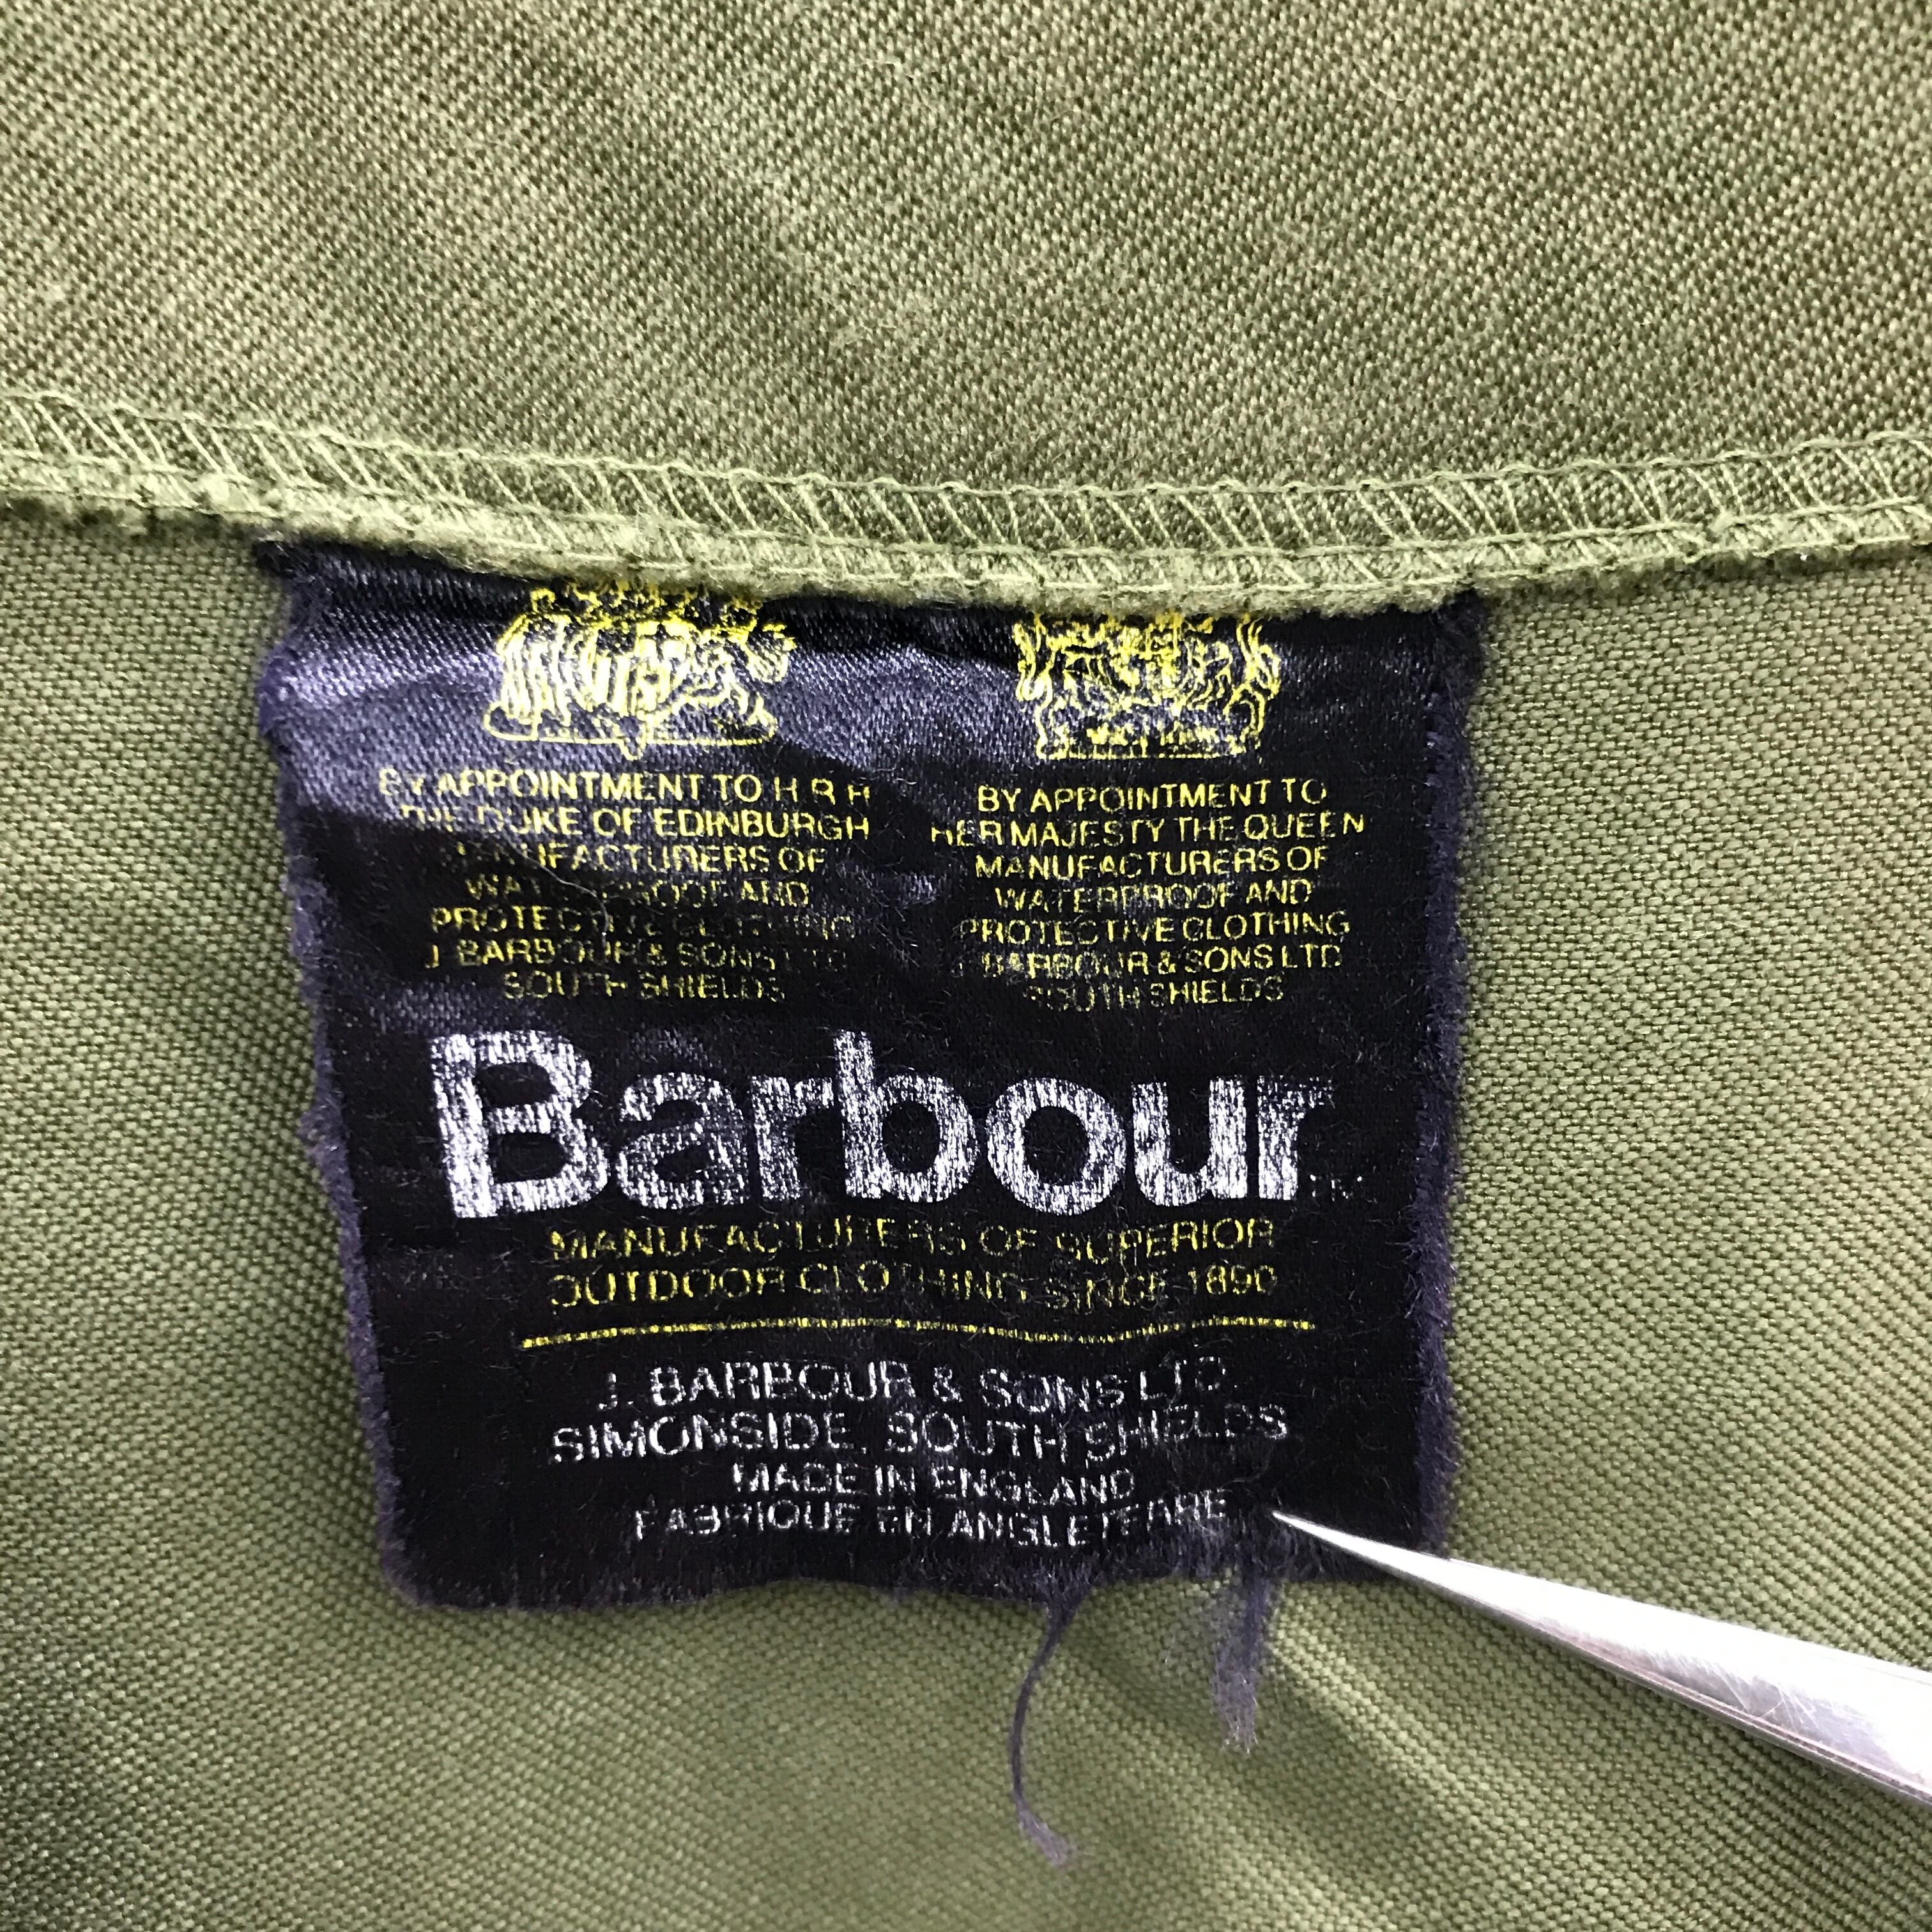 BY APPOINTMENT TO H R H
THE DUKE OF EDINBURGH
MANUFACTURERS OF
WATERPROOF AND
PROTECTIVE CLOTHING
J. BARBOUR & SONS LTD
SOUTH SHIELDS
BY APPOINTMENT TO
HER MAJESTY THE QUEEN
MANUFACTURERS OF
WATERPROOF AND
PROTECTIVE CLOTHING
J. BARBOUR & SONS LTD
SOUTH SHIELDS
Barbour™
MANUFACTURERS OF SUPERIOR
OUTDOOR CLOTHING SINCE 1890
J. BARBOUR & SONS LTD.
SIMONSIDE, SOUTH SHIELDS
MADE IN ENGLAND
FABRIQUE EN ANGLETERRE